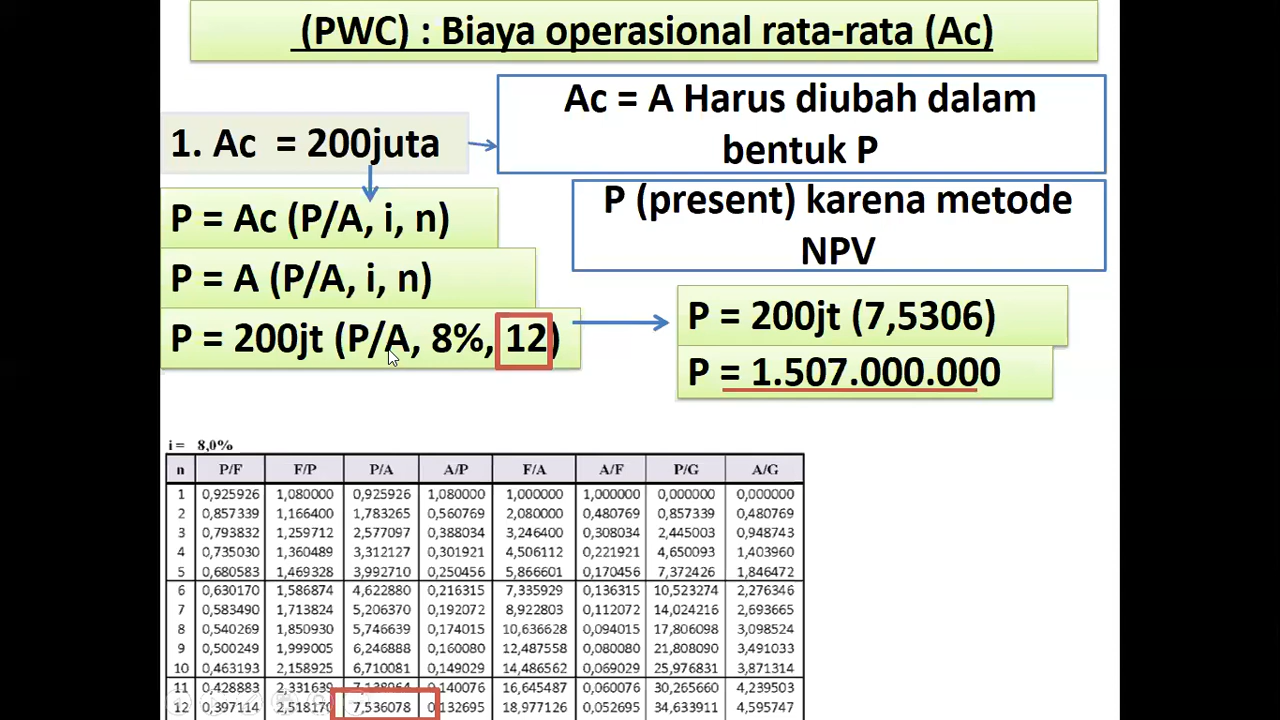 (PWC) : Biaya operasional rata-rata (Ac)
Ac = A Harus diubah dalam
bentuk P
1. Ac = 200juta
P (present) karena metode
NPV
P = Ac (P/A, i, n)
P = A (P/A, i, n)
P = 200jt (P/A, 8%, 12)
P = 200jt (7,5306)
P = 1.507.000.000
i = 8,0%
n P/F F/P P/A A/P F/A A/F P/G A/G
1 0,925926 1,080000 0,925926 1,080000 1,000000 1,000000 0,000000 0,000000
2 0,857339 1,166400 1,783265 0,560769 2,080000 0,480769 0,857339 0,480769
3 0,793832 1,259712 2,577097 0,388034 3,246400 0,308034 2,445003 0,948743
4 0,735030 1,360489 3,312127 0,301921 4,506112 0,221921 4,650093 1,403960
5 0,680583 1,469328 3,992710 0,250456 5,866601 0,170456 7,372426 1,846472
6 0,630170 1,586874 4,622880 0,216315 7,335929 0,136315 10,523274 2,276346
7 0,583490 1,713824 5,206370 0,192072 8,922803 0,112072 14,024216 2,693665
8 0,540269 1,850930 5,746639 0,174015 10,636628 0,094015 17,806098 3,098524
9 0,500249 1,999005 6,246888 0,160080 12,487558 0,080080 21,808090 3,491033
10 0,463193 2,158925 6,710081 0,149029 14,486562 0,069029 25,976831 3,871314
11 0,428883 2,331639 7,138964 0,140076 16,645487 0,060076 30,265660 4,239503
12 0,397114 2,518170 7,536078 0,132695 18,977126 0,052695 34,633911 4,595747